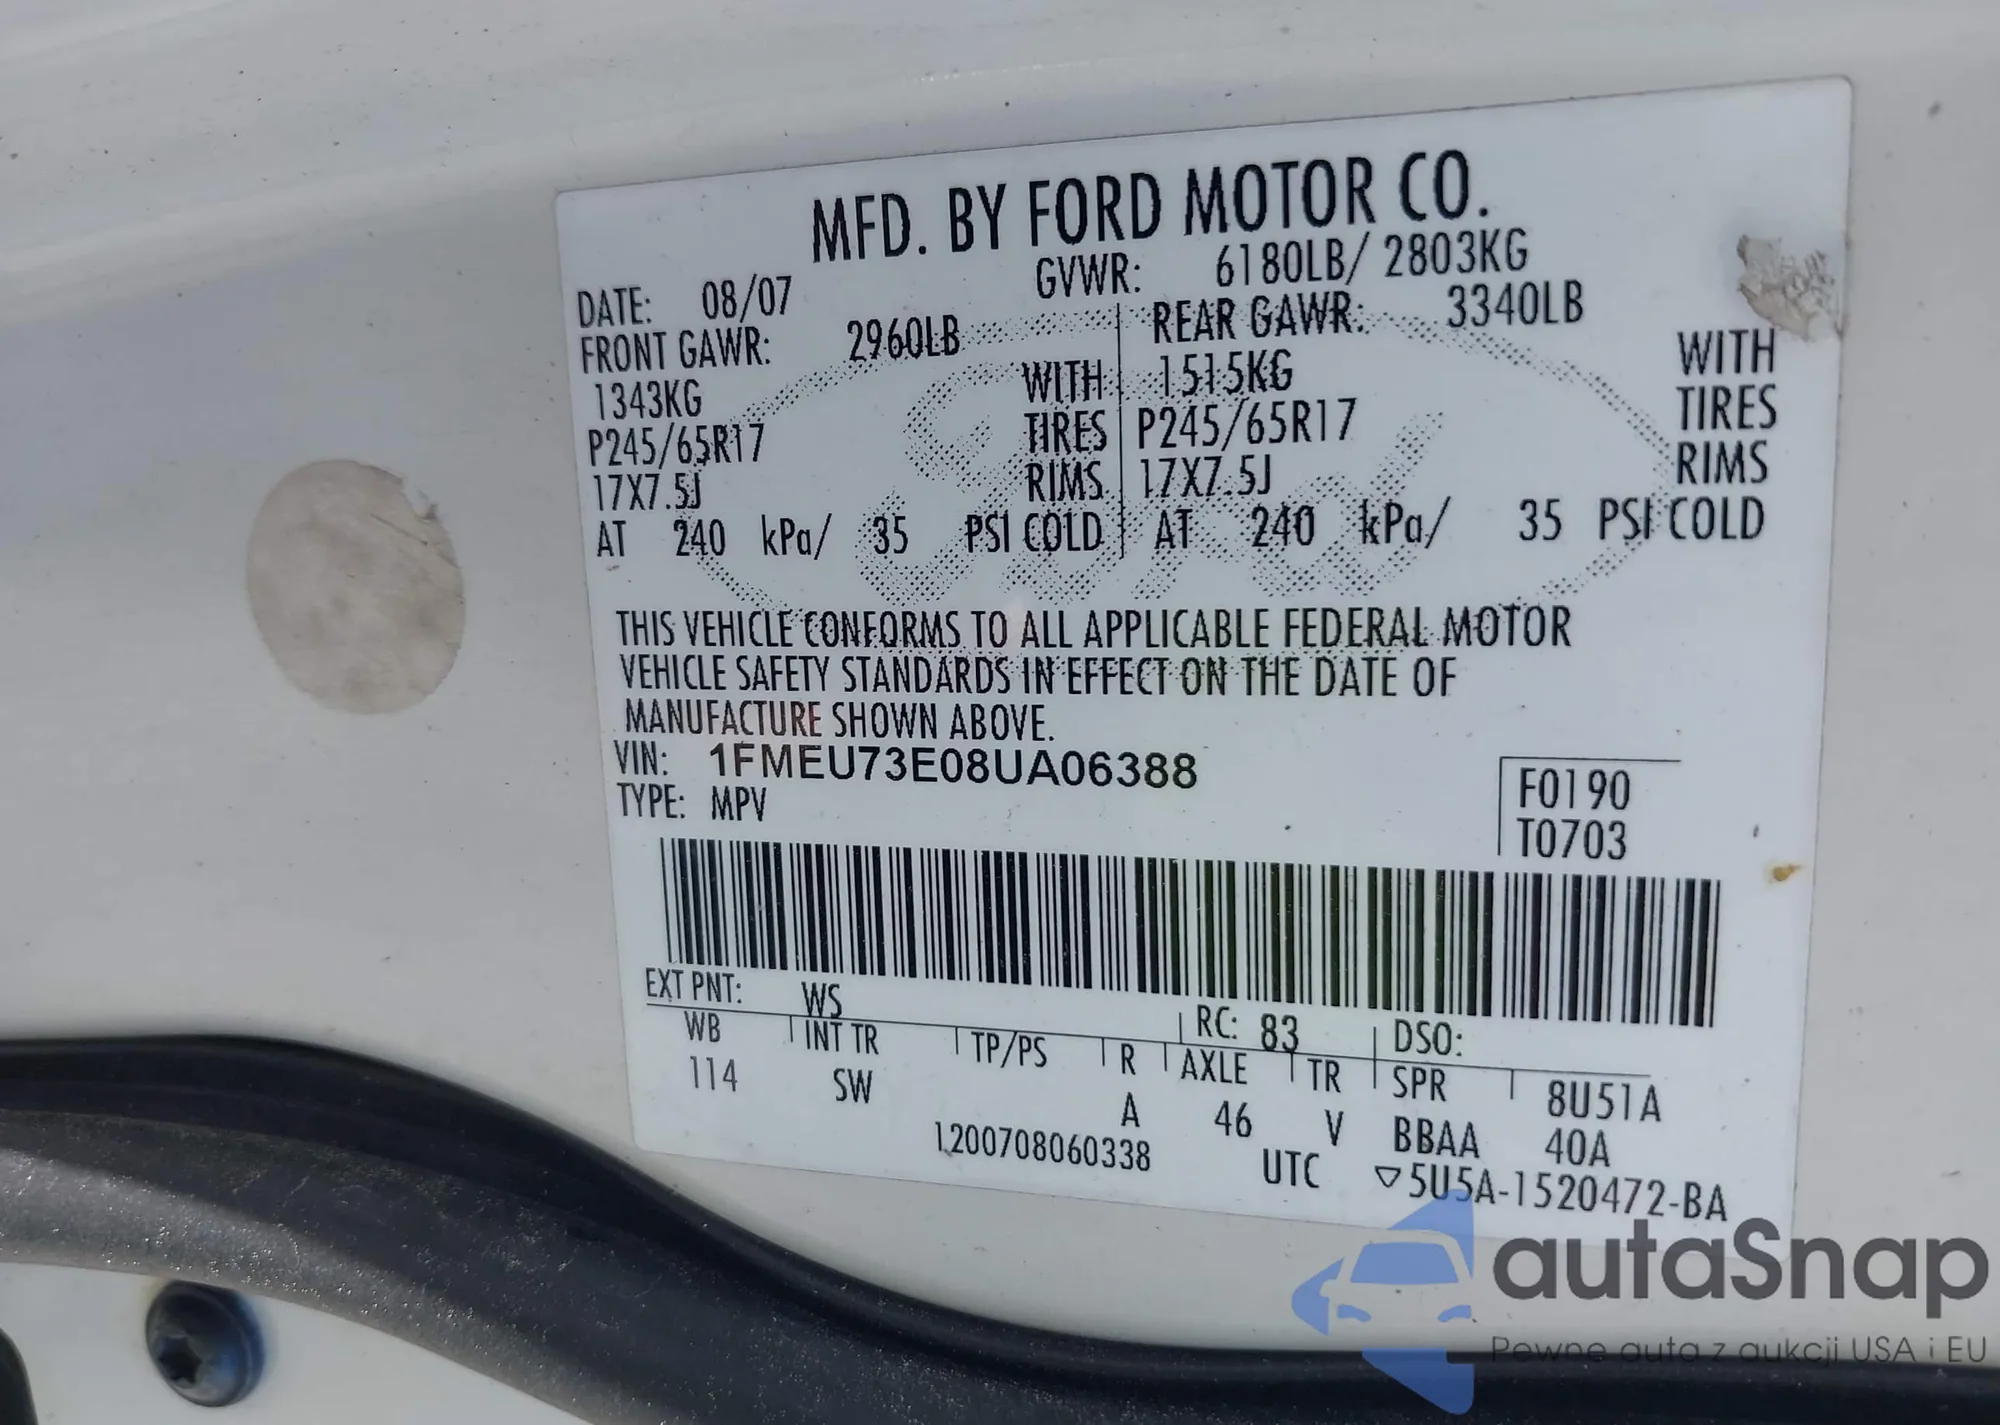 MFD. BY FORD MOTOR CO.
DATE: 08/07 GVWR: 6180LB/ 2803KG
FRONT GAWR: 2960LB REAR GAWR: 3340LB
1343KG WITH 1515KG WITH
P245/65R17 TIRES P245/65R17 TIRES
17X7.5J RIMS 17X7.5J RIMS
AT 240 kPa/ 35 PSI COLD AT 240 kPa/ 35 PSI COLD
THIS VEHICLE CONFORMS TO ALL APPLICABLE FEDERAL MOTOR
VEHICLE SAFETY STANDARDS IN EFFECT ON THE DATE OF
MANUFACTURE SHOWN ABOVE.
VIN: 1FMEU73E08UA06388
TYPE: MPV
F0190
T0703
EXT PNT: WS RC: 83 DSO:
WB INT TR TP/PS R AXLE TR SPR 8U51A
114 SW A 46 V BBAA 40A
1200708060338 UTC ▽5U5A-1520472-BA
autaSnap
Pewne auta z aukcji USA i EU